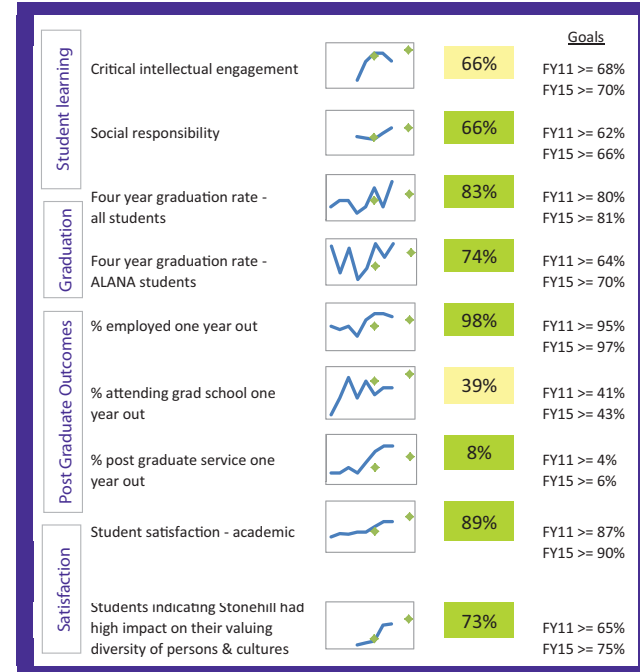 Goals
Student learning
Critical intellectual engagement
66%
FY11 >= 68%
FY15 >= 70%
Social responsibility
66%
FY11 >= 62%
FY15 >= 66%
Graduation
Four year graduation rate -
all students
83%
FY11 >= 80%
FY15 >= 81%
Four year graduation rate -
ALANA students
74%
FY11 >= 64%
FY15 >= 70%
Post Graduate Outcomes
% employed one year out
98%
FY11 >= 95%
FY15 >= 97%
% attending grad school one
year out
39%
FY11 >= 41%
FY15 >= 43%
% post graduate service one
year out
8%
FY11 >= 4%
FY15 >= 6%
Satisfaction
Student satisfaction - academic
89%
FY11 >= 87%
FY15 >= 90%
Students indicating Stonehill had
high impact on their valuing
diversity of persons & cultures
73%
FY11 >= 65%
FY15 >= 75%